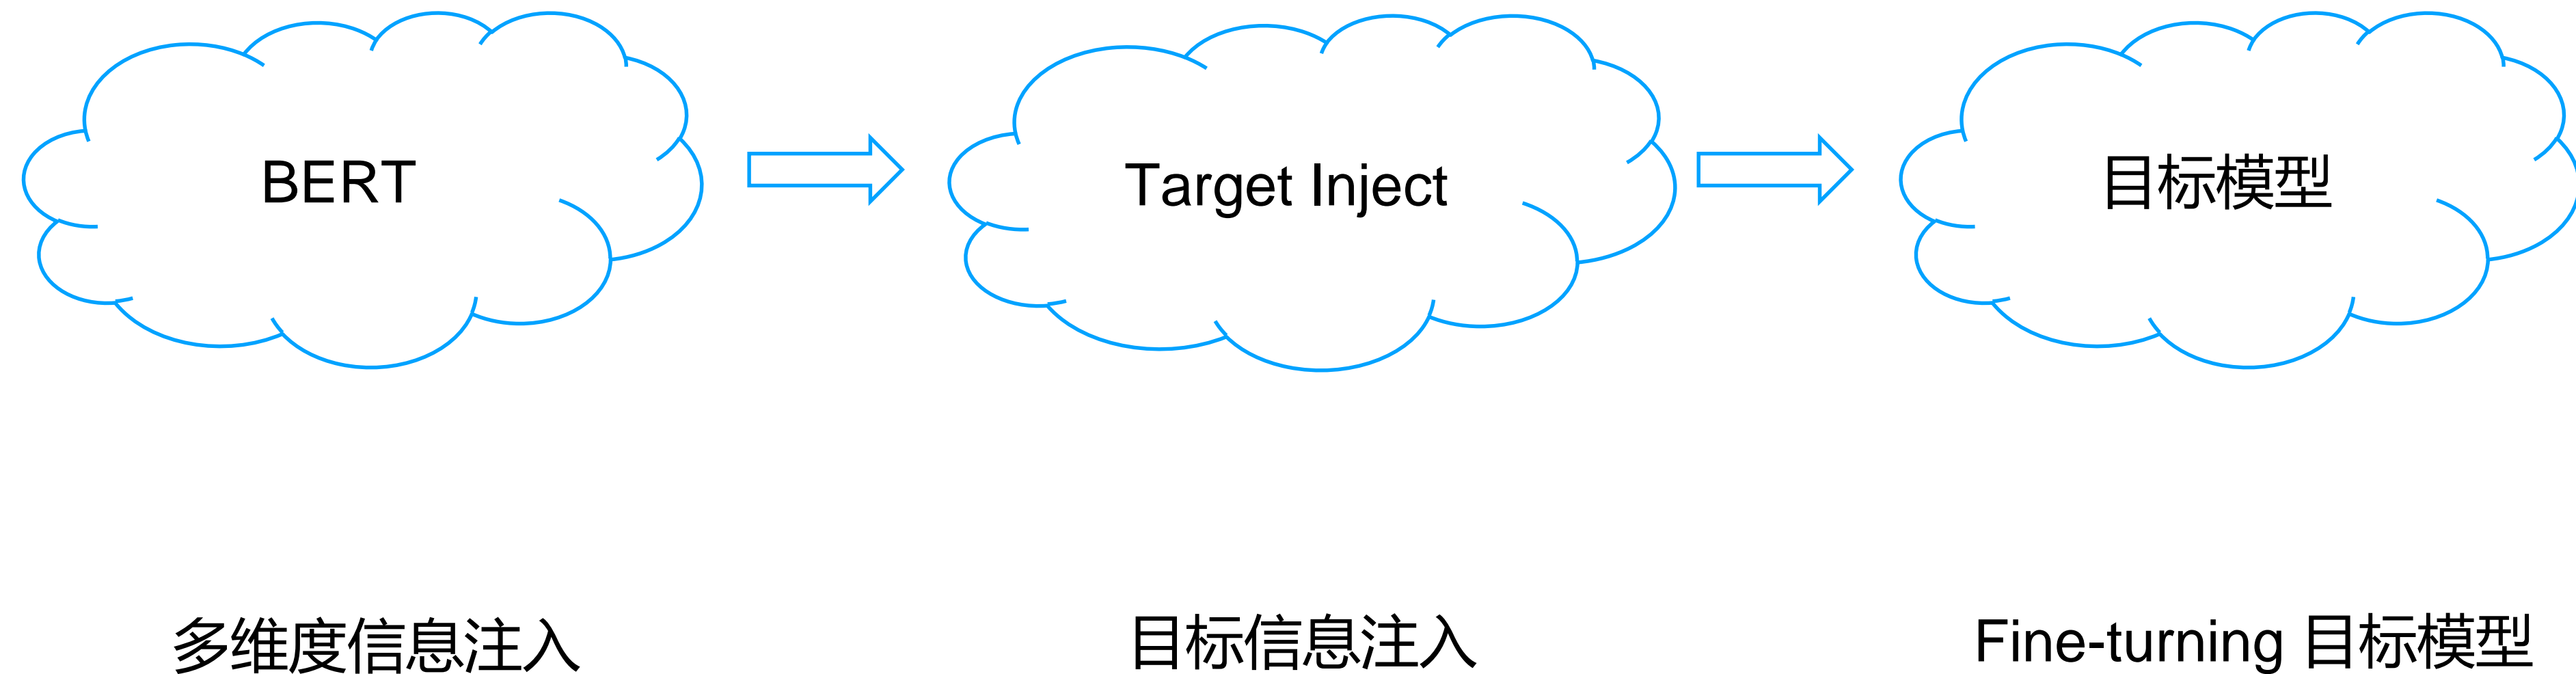 BERT
Target Inject
目标模型
多维度信息注入
目标信息注入
Fine-turning 目标模型